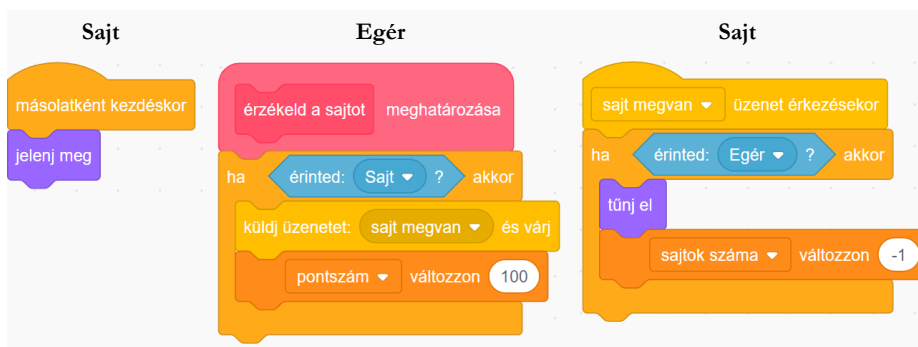 Sajt
másolatként kezdéskor
jelenj meg
Egér
érzékeld a sajtot meghatározása
ha érinted: Sajt ? akkor
küldj üzenetet: sajt megvan és várj
pontszám változzon 100
Sajt
sajt megvan üzenet érkezésekor
ha érinted: Egér ? akkor
tűnj el
sajtok száma változzon -1